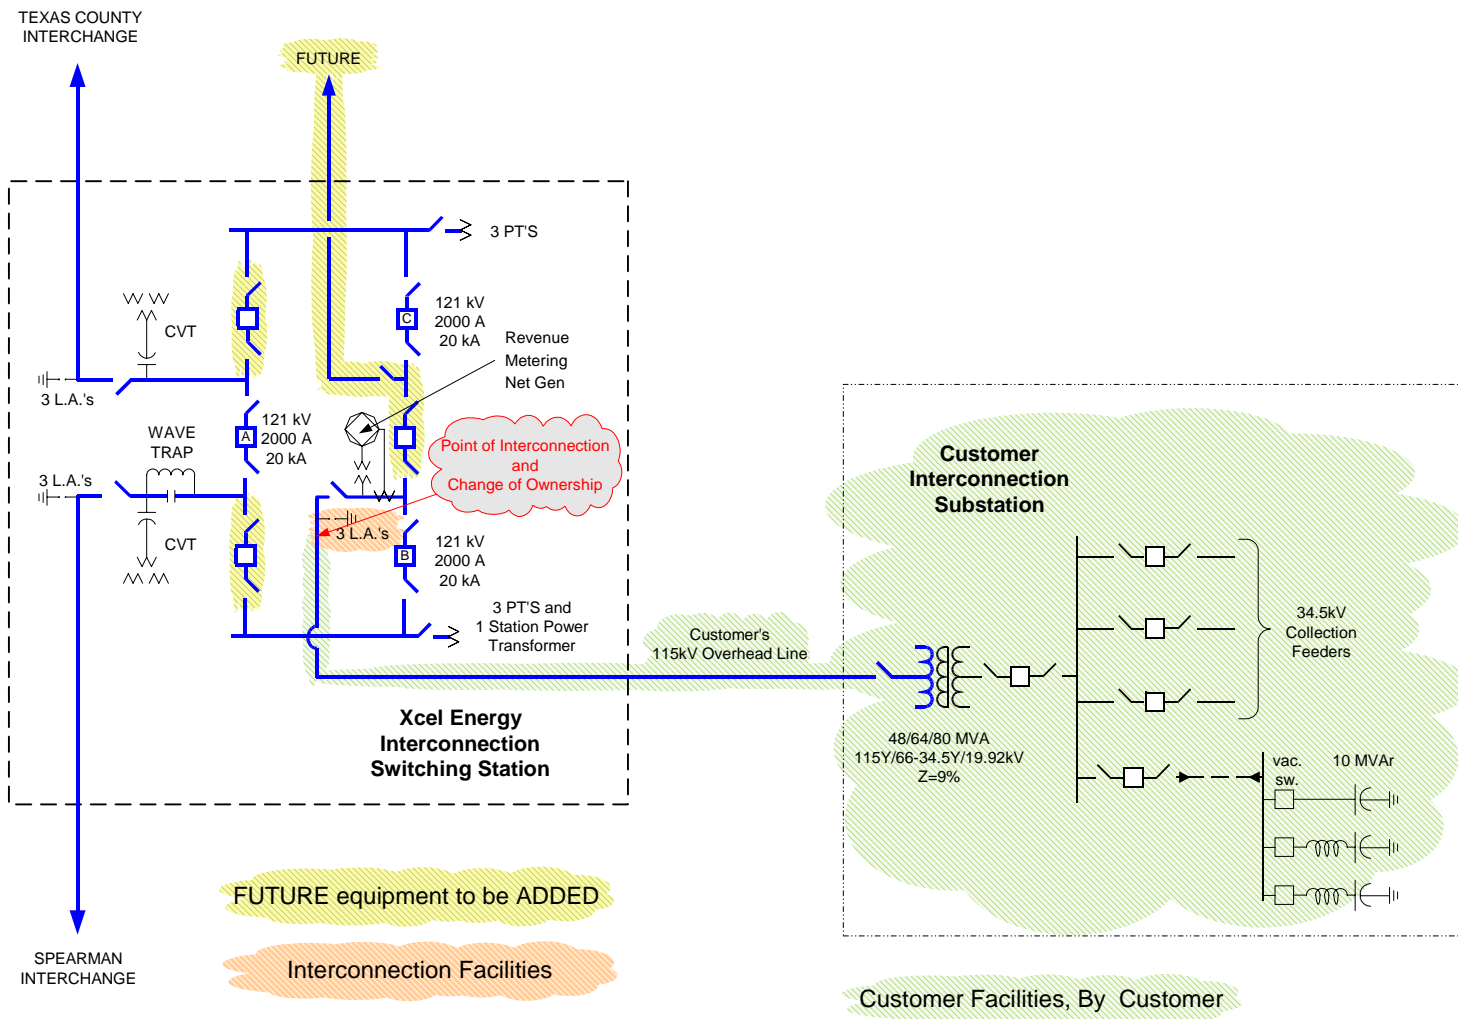 TEXAS COUNTY
INTERCHANGE
FUTURE
3 PT'S
121 kV
2000 A
20 kA
C
CVT
Revenue
Metering
Net Gen
3 L.A.'s
121 kV
2000 A
20 kA
A
WAVE
TRAP
Point of Interconnection
and
Change of Ownership
3 L.A.'s
3 L.A.'s
CVT
121 kV
2000 A
20 kA
B
3 PT'S and
1 Station Power
Transformer
Customer's
115kV Overhead Line
Xcel Energy
Interconnection
Switching Station
Customer
Interconnection
Substation
34.5kV
Collection
Feeders
48/64/80 MVA
115Y/66-34.5Y/19.92kV
Z=9%
vac.
sw.
10 MVAr
FUTURE equipment to be ADDED
SPEARMAN
INTERCHANGE
Interconnection Facilities
Customer Facilities, By Customer